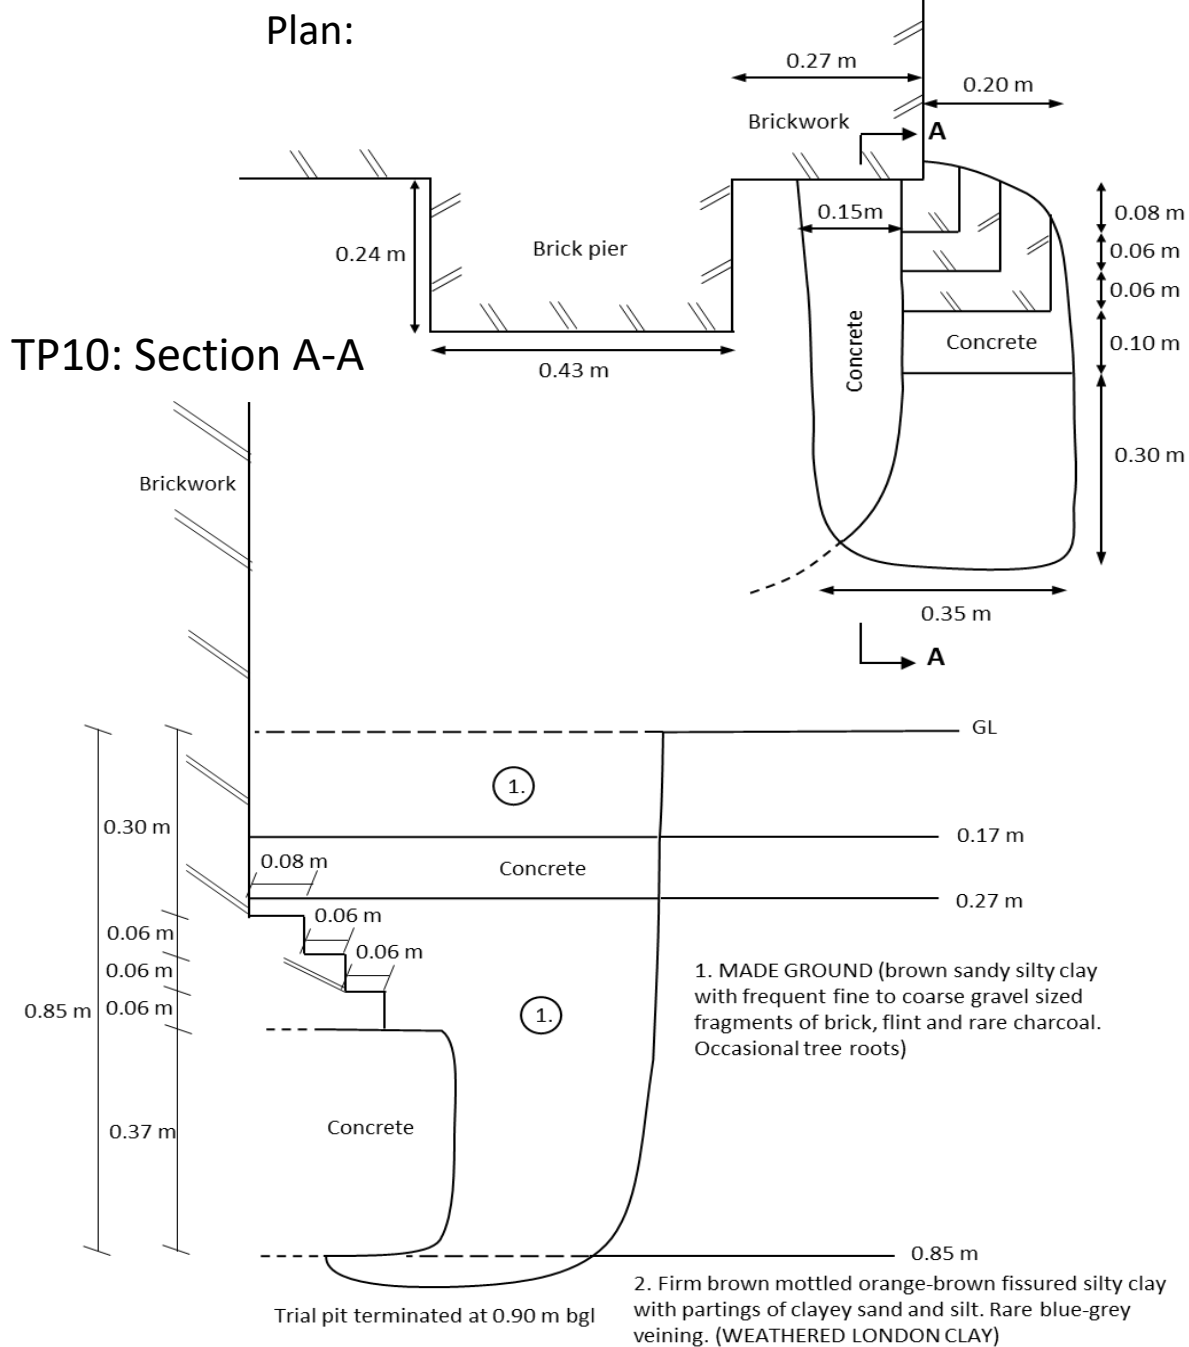 Plan:
0.27 m
0.20 m
Brickwork
A
0.15m
0.08 m
0.24 m
Brick pier
0.06 m
0.06 m
Concrete
Concrete
0.10 m
0.43 m
0.30 m
0.35 m
A
TP10: Section A-A
Brickwork
GL
1.
0.30 m
0.17 m
0.08 m
Concrete
0.27 m
0.06 m
0.06 m
0.06 m
0.06 m
0.85 m
0.06 m
1.
1. MADE GROUND (brown sandy silty clay
with frequent fine to coarse gravel sized
fragments of brick, flint and rare charcoal.
Occasional tree roots)
Concrete
0.37 m
0.85 m
2. Firm brown mottled orange-brown fissured silty clay
with partings of clayey sand and silt. Rare blue-grey
veining. (WEATHERED LONDON CLAY)
Trial pit terminated at 0.90 m bgl